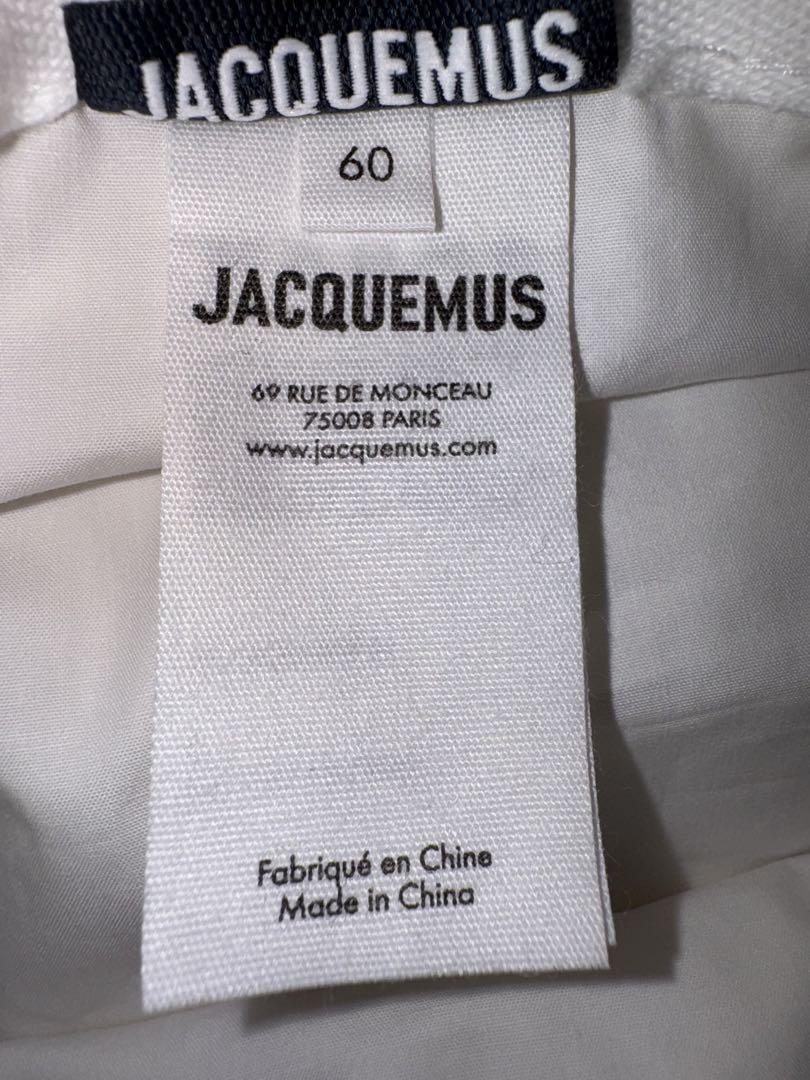 JACQUEMUS
60
JACQUEMUS
69 RUE DE MONCEAU
75008 PARIS
www.jacquemus.com
Fabriqué en Chine
Made in China